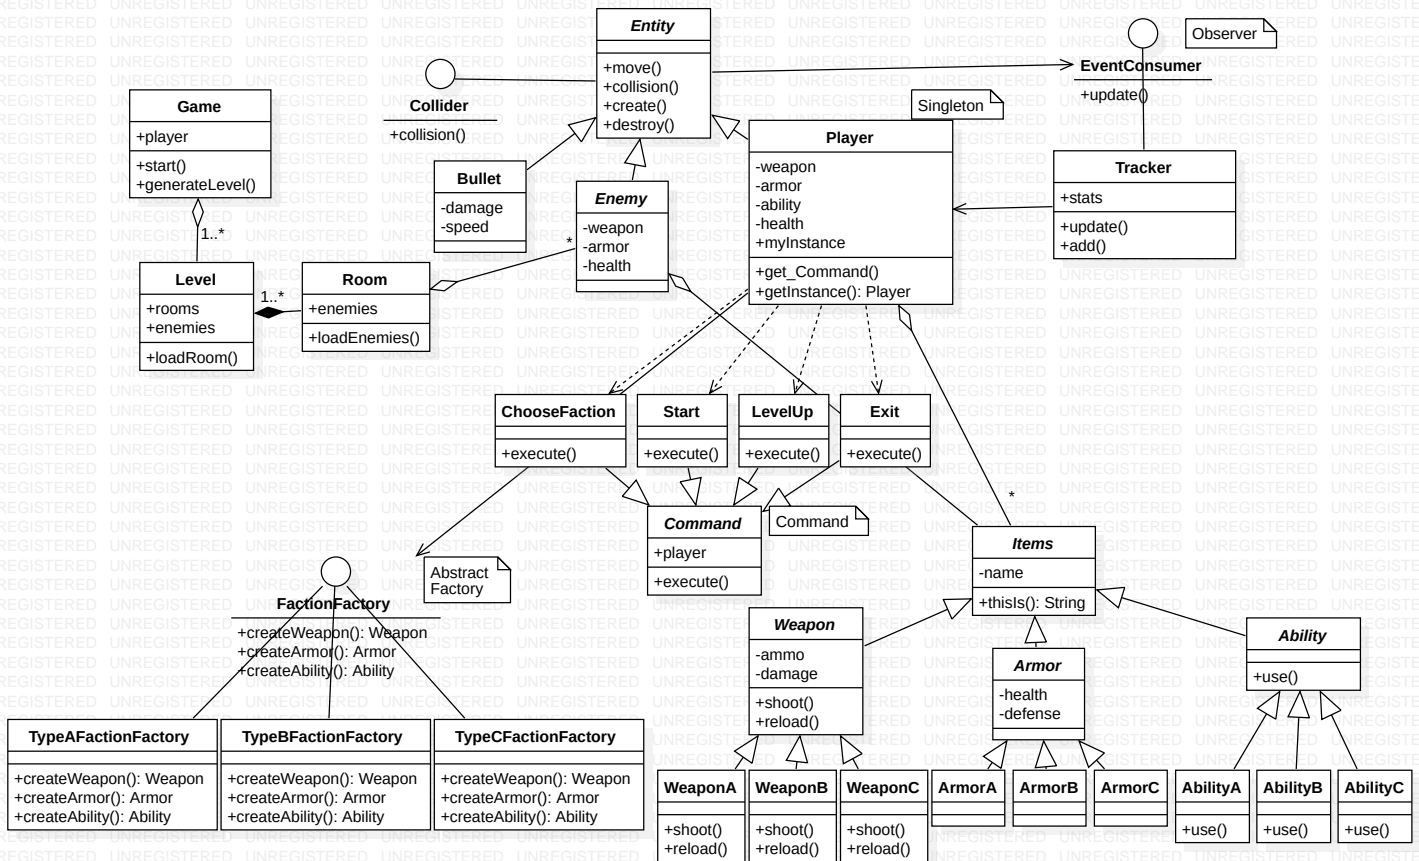 Entity
+move()
+collision()
+create()
+destroy()
Observer
EventConsumer
+update()
Collider
+collision()
Game
+player
+start()
+generateLevel()
Singleton
Player
-weapon
-armor
-ability
-health
+myInstance
+get_Command()
+getInstance(): Player
Tracker
+stats
+update()
+add()
Bullet
-damage
-speed
Enemy
-weapon
-armor
-health
1..*
*
Level
+rooms
+enemies
+loadRoom()
1..*
Room
+enemies
+loadEnemies()
ChooseFaction
+execute()
Start
+execute()
LevelUp
+execute()
Exit
+execute()
*
Command
+player
+execute()
Command
Items
-name
+thisIs(): String
Abstract
Factory
FactionFactory
+createWeapon(): Weapon
+createArmor(): Armor
+createAbility(): Ability
Weapon
-ammo
-damage
+shoot()
+reload()
Armor
-health
-defense
Ability
+use()
TypeAFactionFactory
+createWeapon(): Weapon
+createArmor(): Armor
+createAbility(): Ability
TypeBFactionFactory
+createWeapon(): Weapon
+createArmor(): Armor
+createAbility(): Ability
TypeCFactionFactory
+createWeapon(): Weapon
+createArmor(): Armor
+createAbility(): Ability
WeaponA
+shoot()
+reload()
WeaponB
+shoot()
+reload()
WeaponC
+shoot()
+reload()
ArmorA
ArmorB
ArmorC
AbilityA
+use()
AbilityB
+use()
AbilityC
+use()
UNREGISTERED